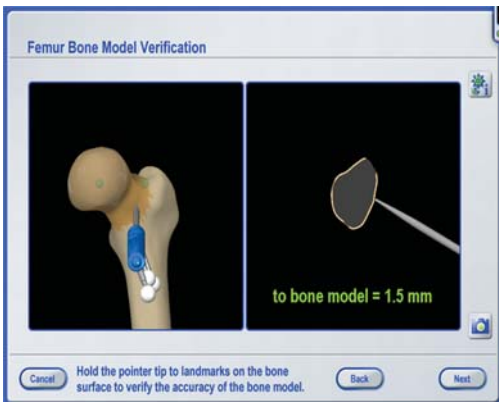 Femur Bone Model Verification
to bone model = 1.5 mm
Cancel
Hold the pointer tip to landmarks on the bone
surface to verify the accuracy of the bone model.
Back
Next